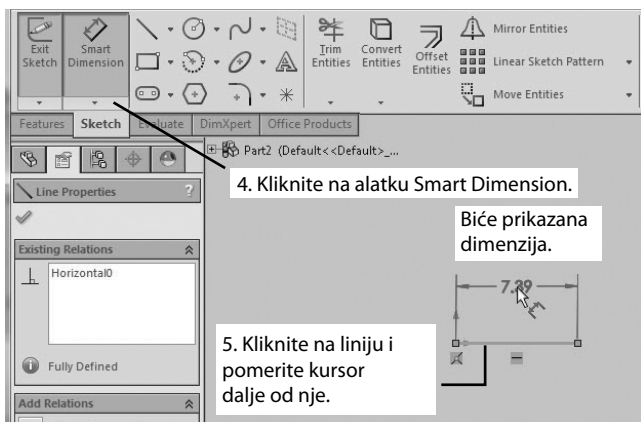 Exit Sketch
Smart Dimension
Trim Entities
Convert Entities
Offset Entities
Mirror Entities
Linear Sketch Pattern
Move Entities
Features Sketch Evaluate DimXpert Office Products
Part2 (Default<<Default>_...
Line Properties ?
4. Kliknite na alatku Smart Dimension.
Biće prikazana
dimenzija.
Existing Relations
Horizontal0
7.39
5. Kliknite na liniju i
pomerite kursor
dalje od nje.
Fully Defined
Add Relations